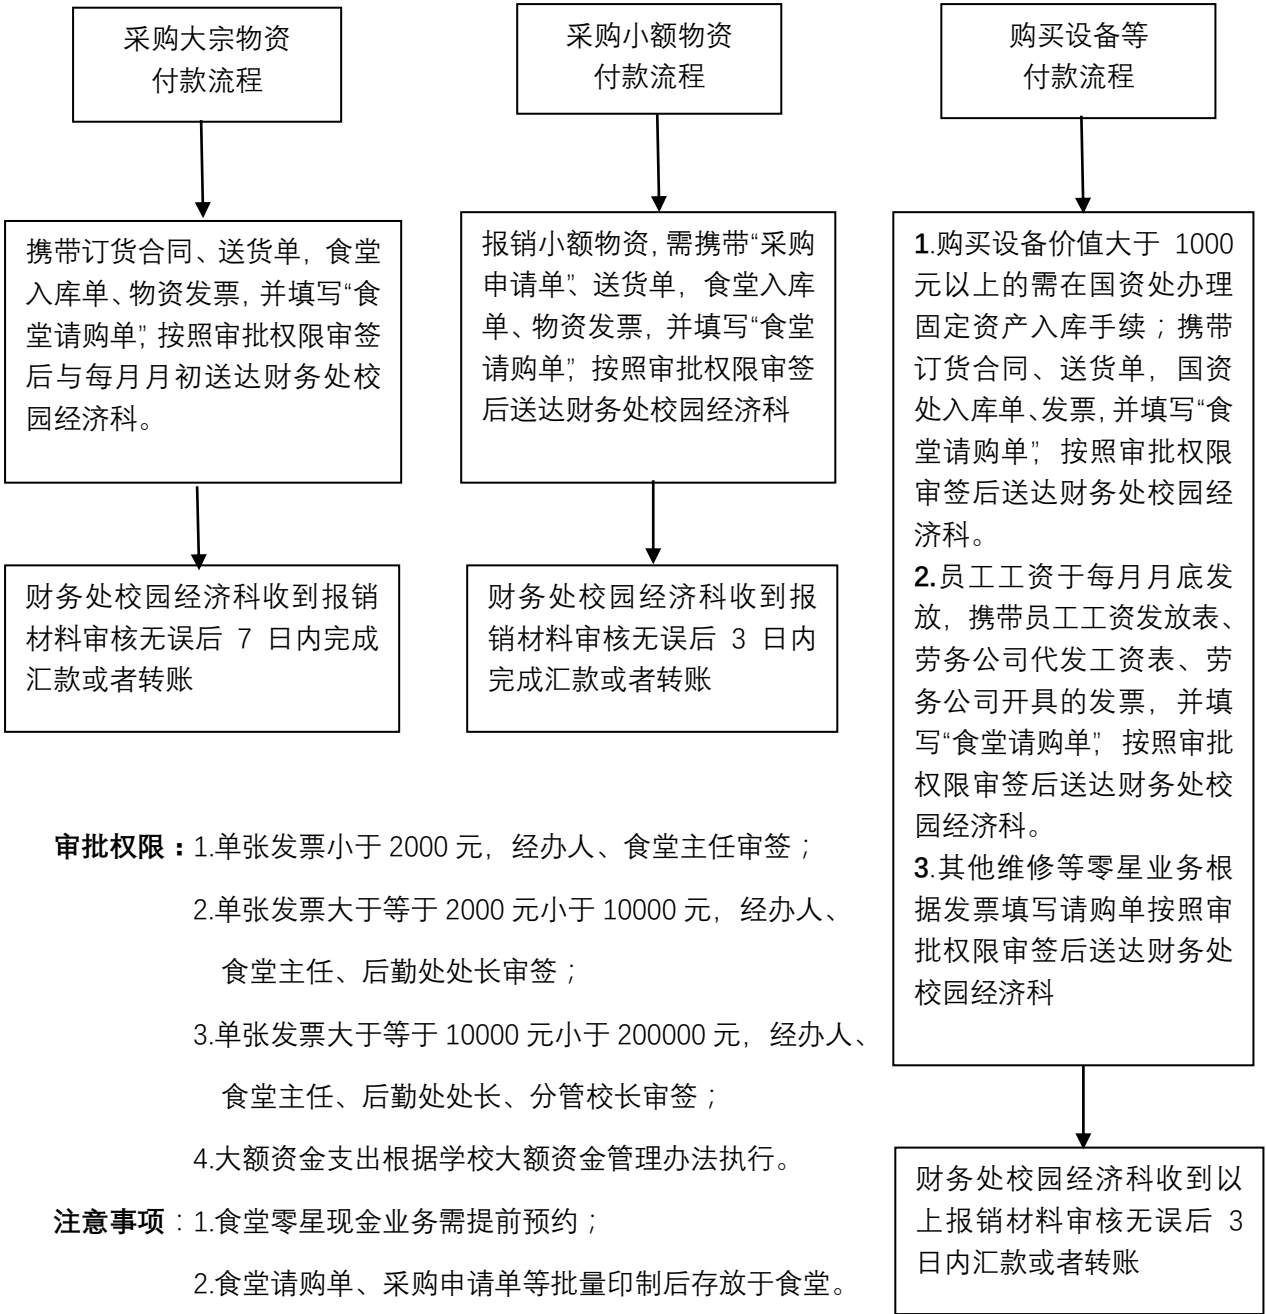 采购大宗物资
付款流程
携带订货合同、送货单，食堂
入库单、物资发票，并填写“食
堂请购单”，按照审批权限审签
后与每月月初送达财务处校
园经济科。
财务处校园经济科收到报销
材料审核无误后 7 日内完成
汇款或者转账
采购小额物资
付款流程
报销小额物资，需携带“采购
申请单”、送货单，食堂入库
单、物资发票，并填写“食堂
请购单”，按照审批权限审签
后送达财务处校园经济科
财务处校园经济科收到报
销材料审核无误后 3 日内
完成汇款或者转账
购买设备等
付款流程
1.购买设备价值大于 1000
元以上的需在国资处办理
固定资产入库手续；携带
订货合同、送货单，国资
处入库单、发票，并填写“食
堂请购单”，按照审批权限
审签后送达财务处校园经
济科。
2.员工工资于每月月底发
放，携带员工工资发放表、
劳务公司代发工资表、劳
务公司开具的发票，并填
写“食堂请购单”，按照审批
权限审签后送达财务处校
园经济科。
3.其他维修等零星业务根
据发票填写请购单按照审
批权限审签后送达财务处
校园经济科
财务处校园经济科收到以
上报销材料审核无误后 3
日内汇款或者转账
审批权限：1.单张发票小于 2000 元，经办人、食堂主任审签；
2.单张发票大于等于 2000 元小于 10000 元，经办人、
食堂主任、后勤处处长审签；
3.单张发票大于等于 10000 元小于 200000 元，经办人、
食堂主任、后勤处处长、分管校长审签；
4.大额资金支出根据学校大额资金管理办法执行。
注意事项：1.食堂零星现金业务需提前预约；
2.食堂请购单、采购申请单等批量印制后存放于食堂。